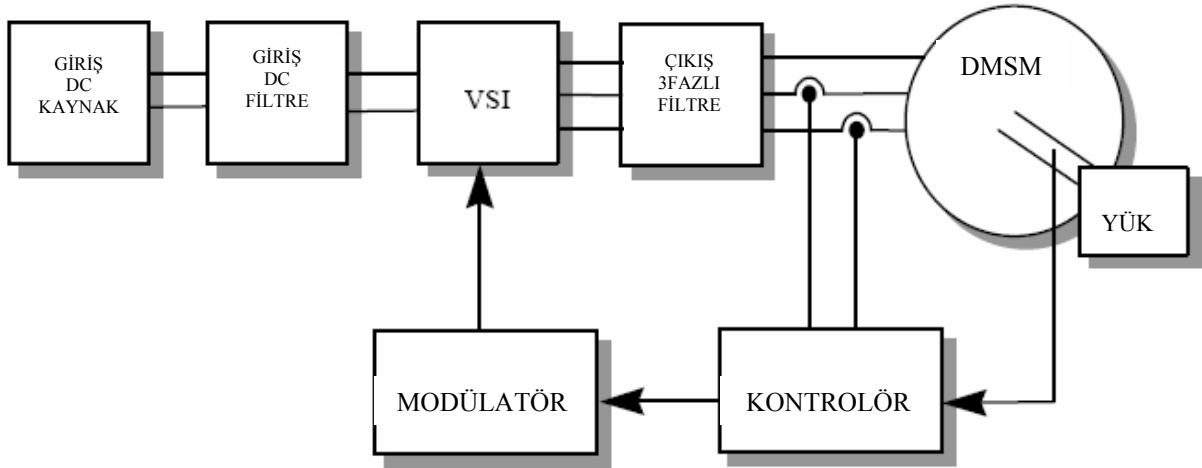 GİRİŞ
DC
KAYNAK
GİRİŞ
DC
FİLTRE
VSI
ÇIKIŞ
3FAZLI
FİLTRE
DMSM
YÜK
MODÜLATÖR
KONTROLÖR